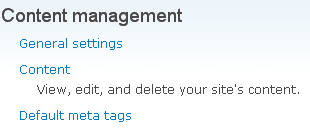 Content management
General settings
Content
View, edit, and delete your site's content.
Default meta tags